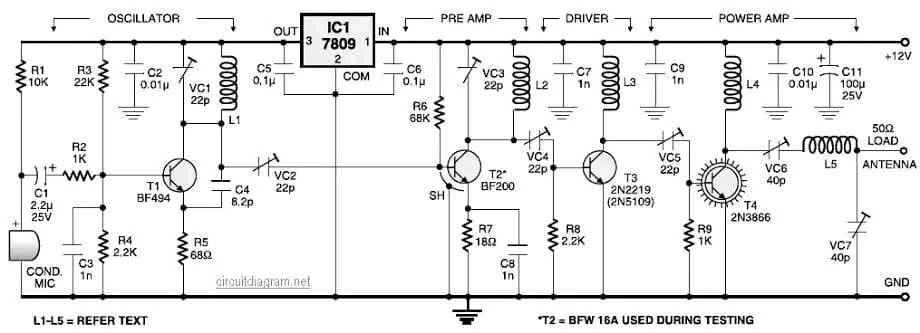 OSCILLATOR
OUT
IC1
7809
IN
3
1
2
COM
PRE AMP
DRIVER
POWER AMP
+12V
R1
10K
R3
22K
C2
0.01µ
VC1
22p
L1
C5
0.1µ
C6
0.1µ
R6
68K
VC3
22p
L2
C7
1n
L3
C9
1n
L4
C10
0.01µ
C11
100µ
25V
R2
1K
C1
2.2µ
25V
T1
BF494
C4
8.2p
VC2
22p
SH
T2*
BF200
VC4
22p
T3
2N2219
(2N5109)
VC5
22p
T4
2N3866
VC6
40p
L5
50Ω
LOAD
ANTENNA
COND.
MIC
C3
1n
R4
2.2K
R5
68Ω
R7
18Ω
C8
1n
R8
2.2K
R9
1K
VC7
40p
GND
circuitdiagram.net
L1-L5 = REFER TEXT
*T2 = BFW 16A USED DURING TESTING